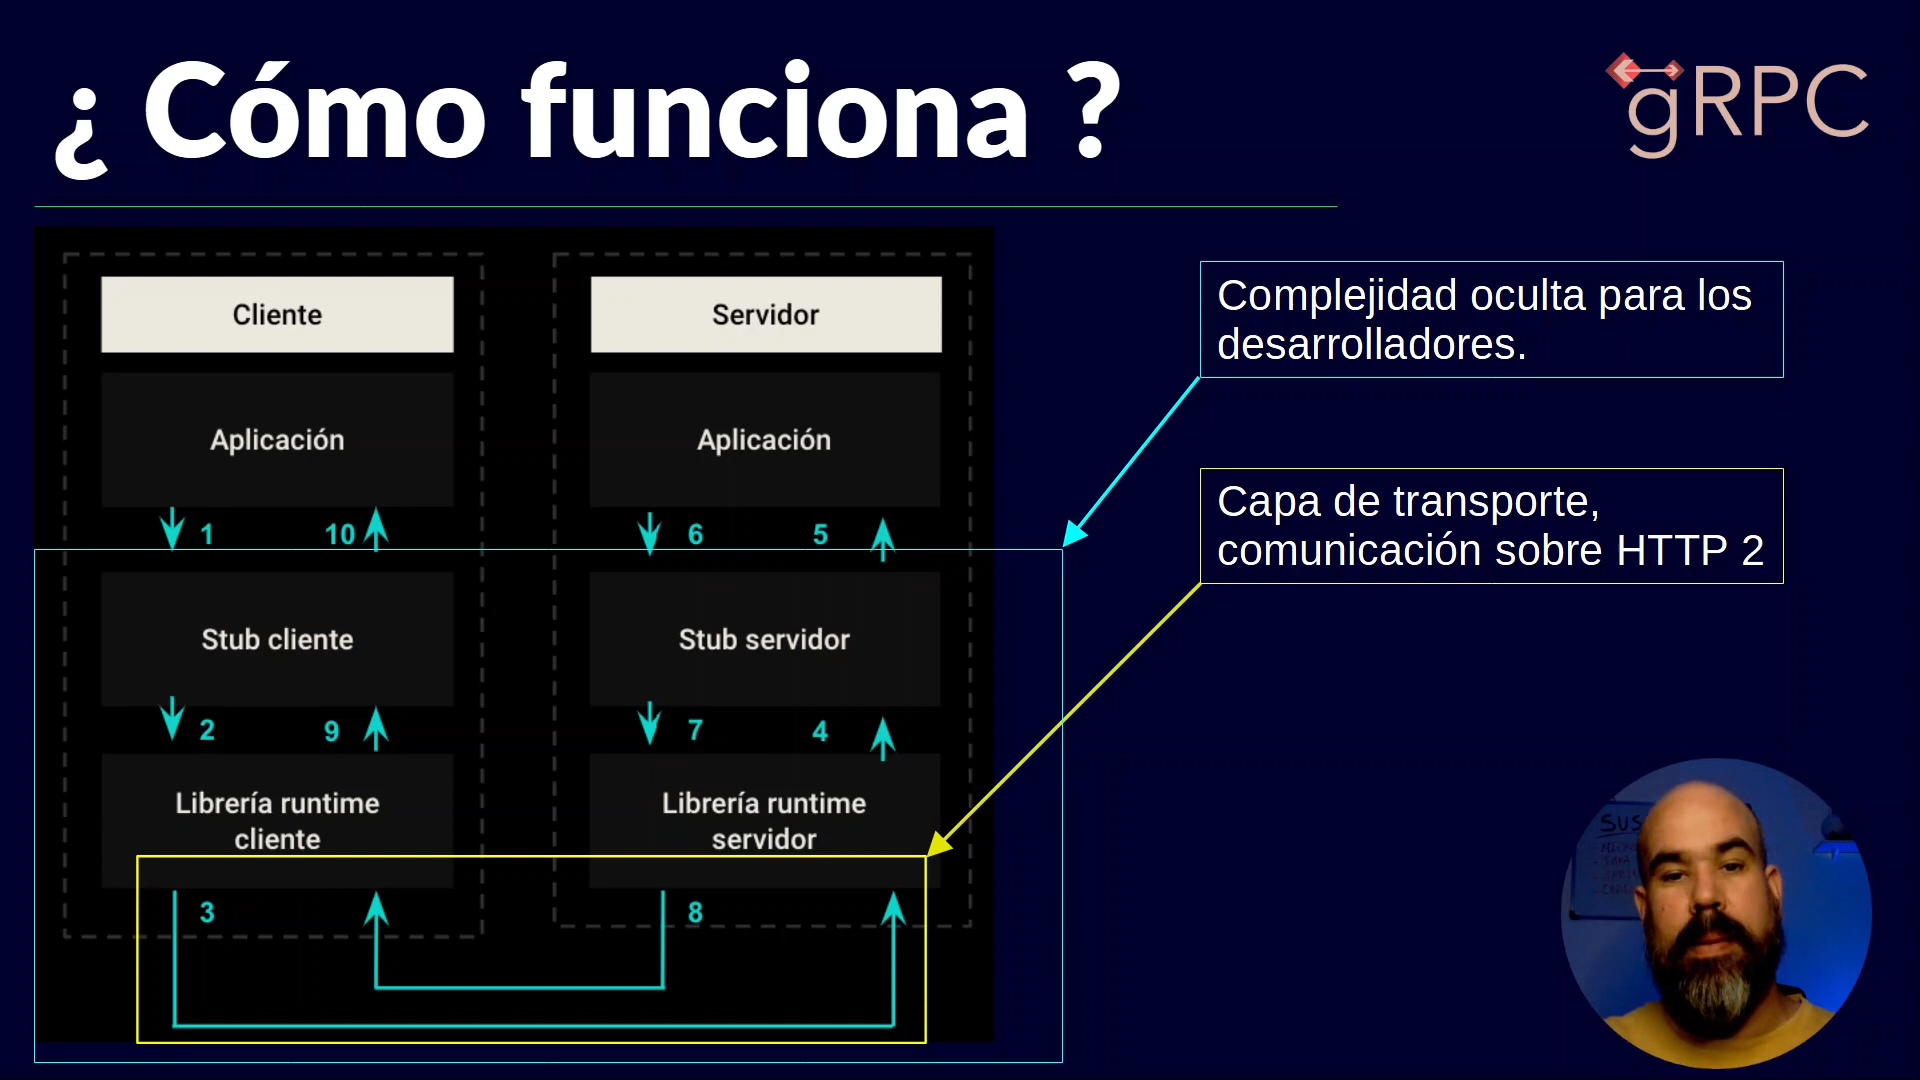 ¿ Cómo funciona ?
gRPC
Cliente
Servidor
Aplicación
Aplicación
1
10
6
5
Stub cliente
Stub servidor
2
9
7
4
Librería runtime
cliente
Librería runtime
servidor
3
8
Complejidad oculta para los
desarrolladores.
Capa de transporte,
comunicación sobre HTTP 2